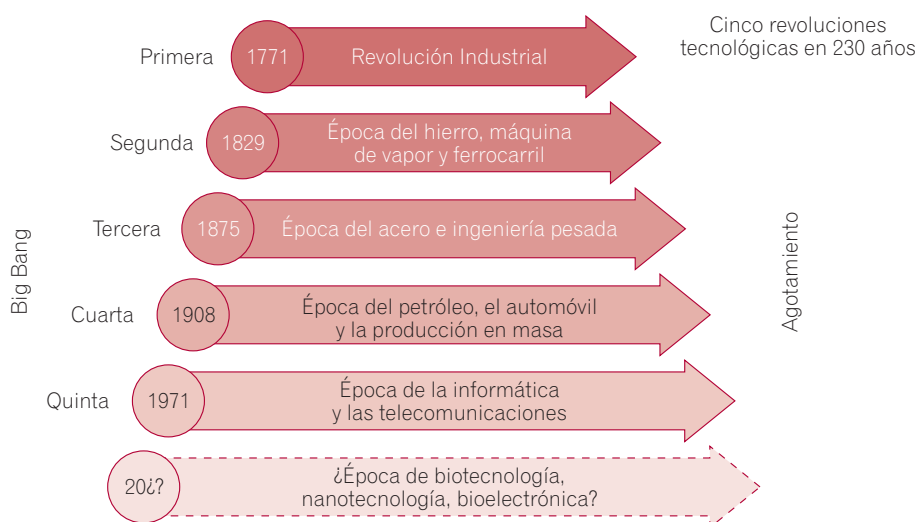 Cinco revoluciones
tecnológicas en 230 años
Primera
1771
Revolución Industrial
Segunda
1829
Época del hierro, máquina
de vapor y ferrocarril
Tercera
1875
Época del acero e ingeniería pesada
Big Bang
Agotamiento
Cuarta
1908
Época del petróleo, el automóvil
y la producción en masa
Quinta
1971
Época de la informática
y las telecomunicaciones
20¿?
¿Época de biotecnología,
nanotecnología, bioelectrónica?